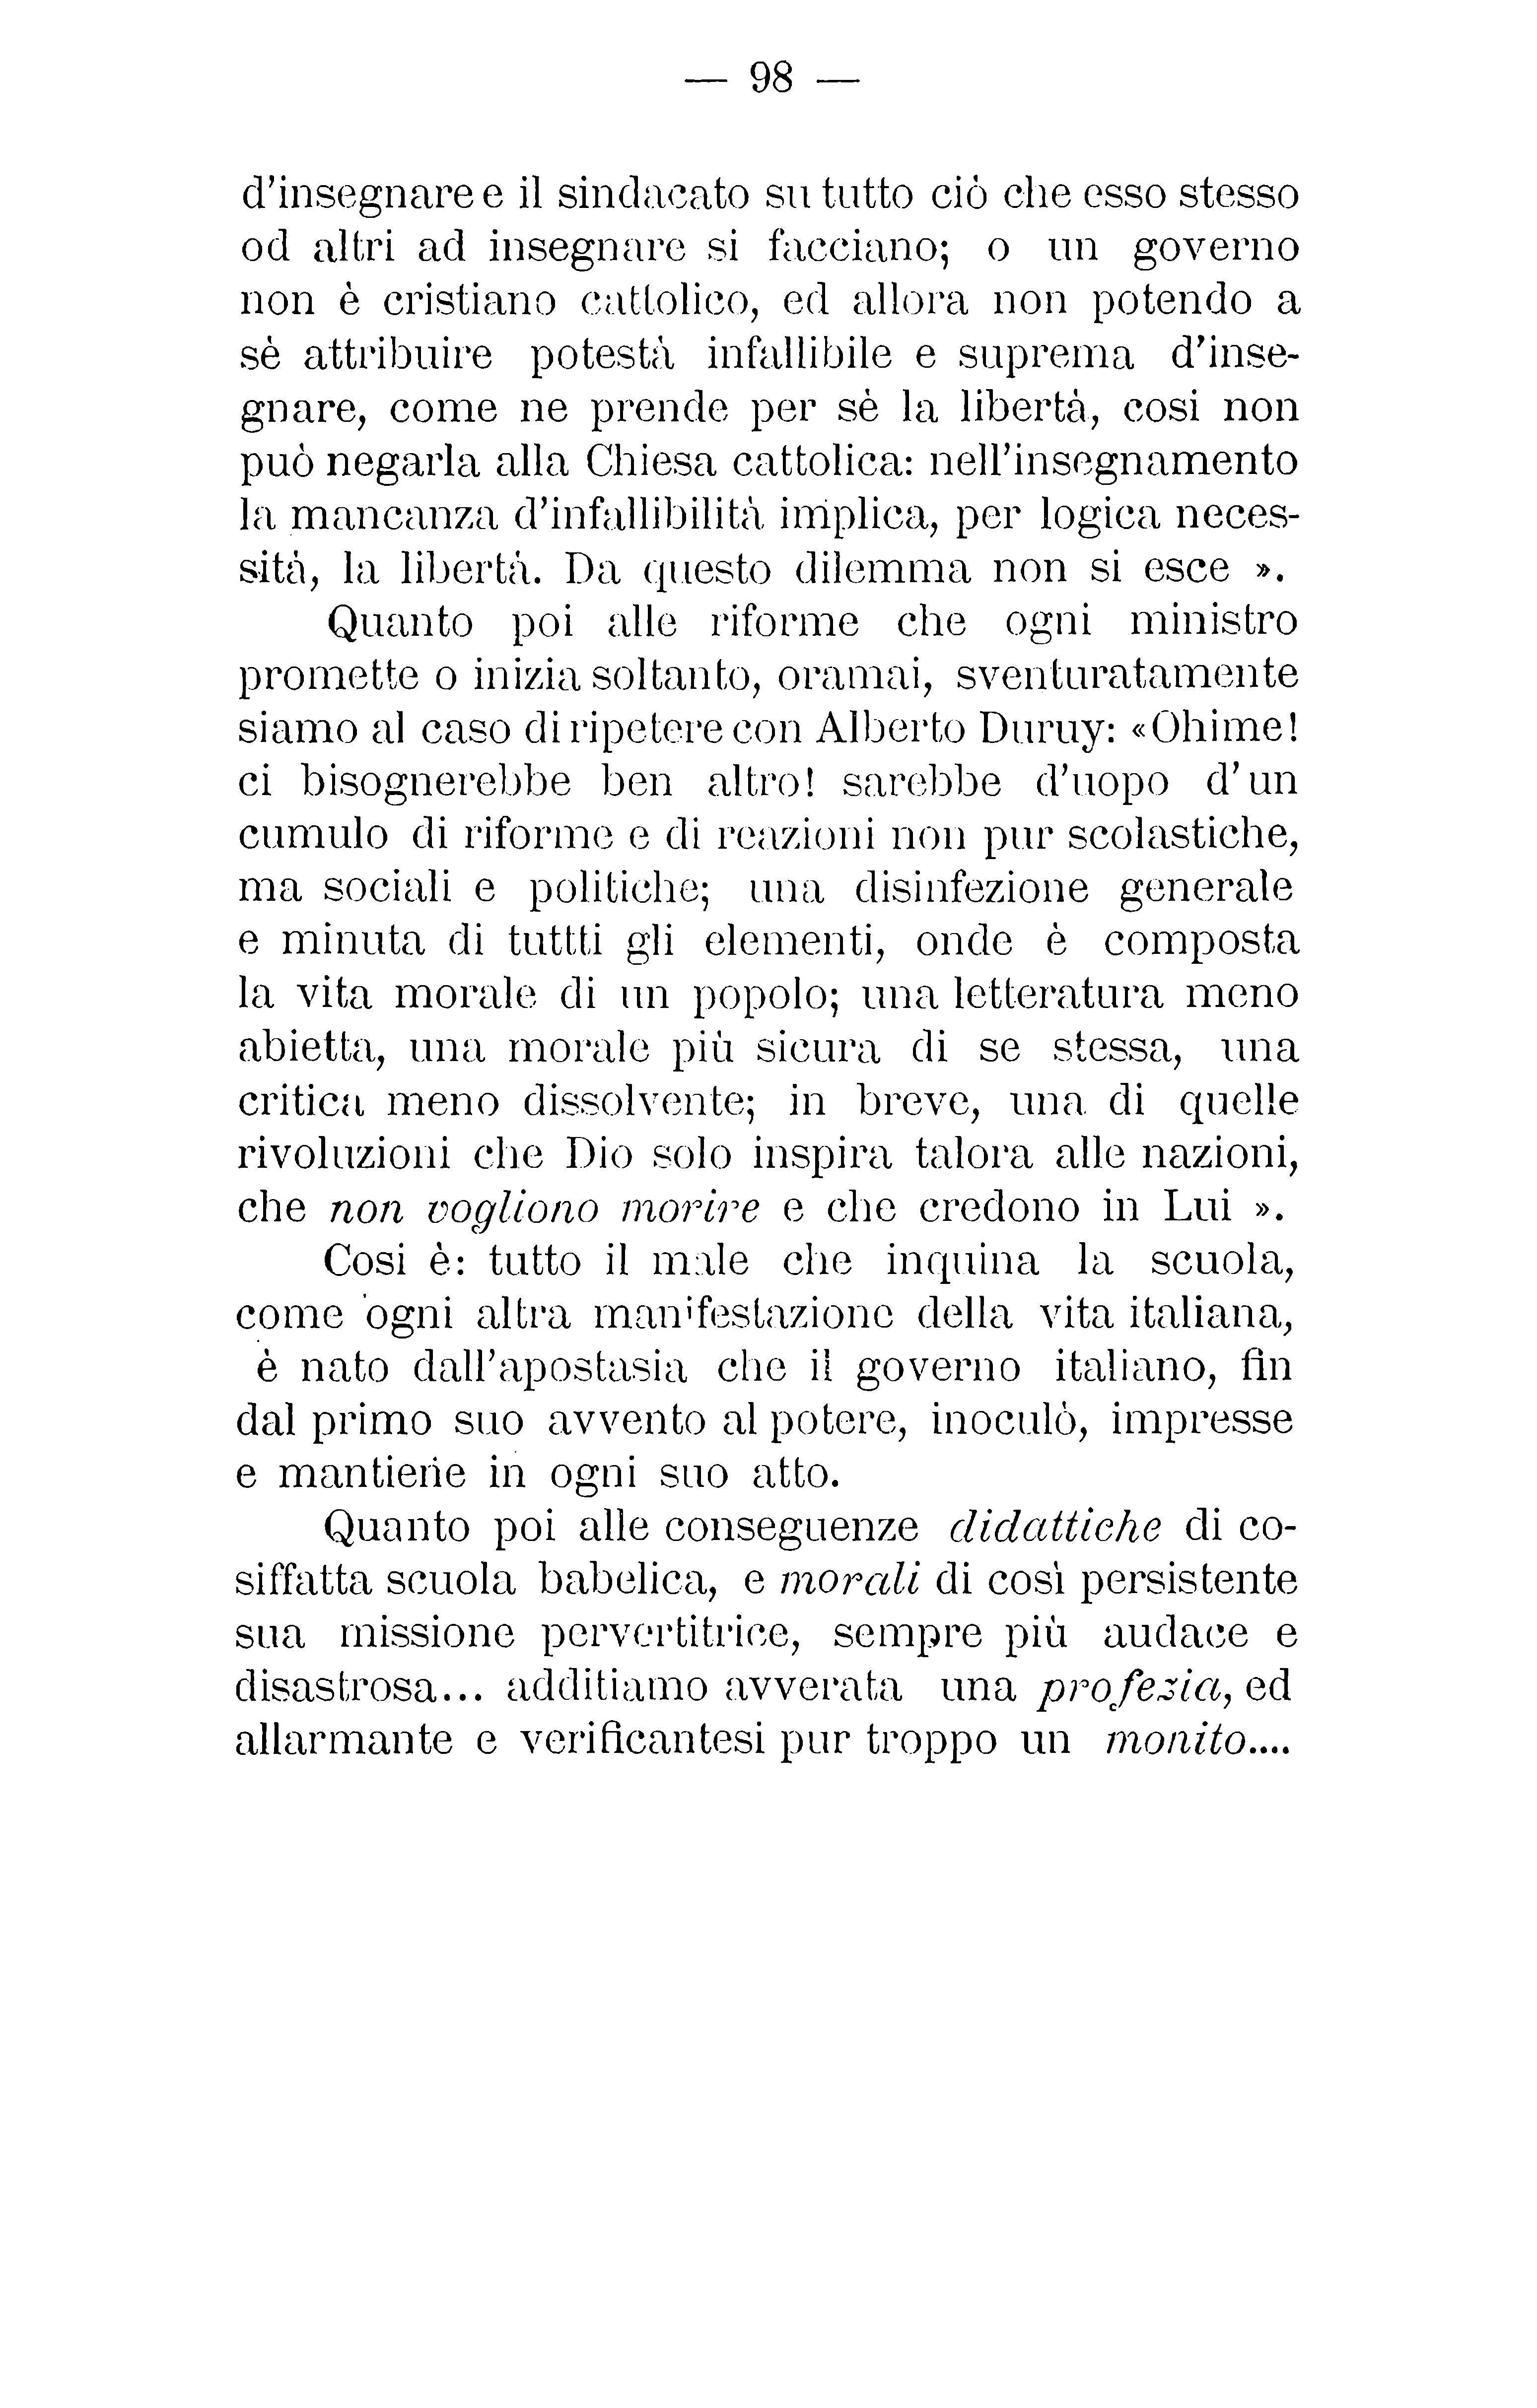 — 98 —
d'insegnare e il sindacato su tutto ciò che esso stesso
od altri ad insegnare si facciano; o un governo
non è cristiano cattolico, ed allora non potendo a
sè attribuire potestà infallibile e suprema d'inse-
gnare, come ne prende per sè la libertà, cosi non
può negarla alla Chiesa cattolica: nell'insegnamento
la mancanza d'infallibilità implica, per logica neces-
sità, la libertà. Da questo dilemma non si esce ».
Quanto poi alle riforme che ogni ministro
promette o inizia soltanto, oramai, sventuratamente
siamo al caso di ripetere con Alberto Duruy: «Ohime!
ci bisognerebbe ben altro! sarebbe d'uopo d'un
cumulo di riforme e di reazioni non pur scolastiche,
ma sociali e politiche; una disinfezione generale
e minuta di tuttti gli elementi, onde è composta
la vita morale di un popolo; una letteratura meno
abietta, una morale più sicura di se stessa, una
critica meno dissolvente; in breve, una di quelle
rivoluzioni che Dio solo inspira talora alle nazioni,
che non vogliono morire e che credono in Lui ».
Cosi è: tutto il male che inquina la scuola,
come ogni altra manifestazione della vita italiana,
è nato dall'apostasia che il governo italiano, fin
dal primo suo avvento al potere, inoculò, impresse
e mantiene in ogni suo atto.
Quanto poi alle conseguenze didattiche di co-
siffatta scuola babelica, e morali di così persistente
sua missione pervertitrice, sempre più audace e
disastrosa... additiamo avverata una profezia, ed
allarmante e verificantesi pur troppo un monito....